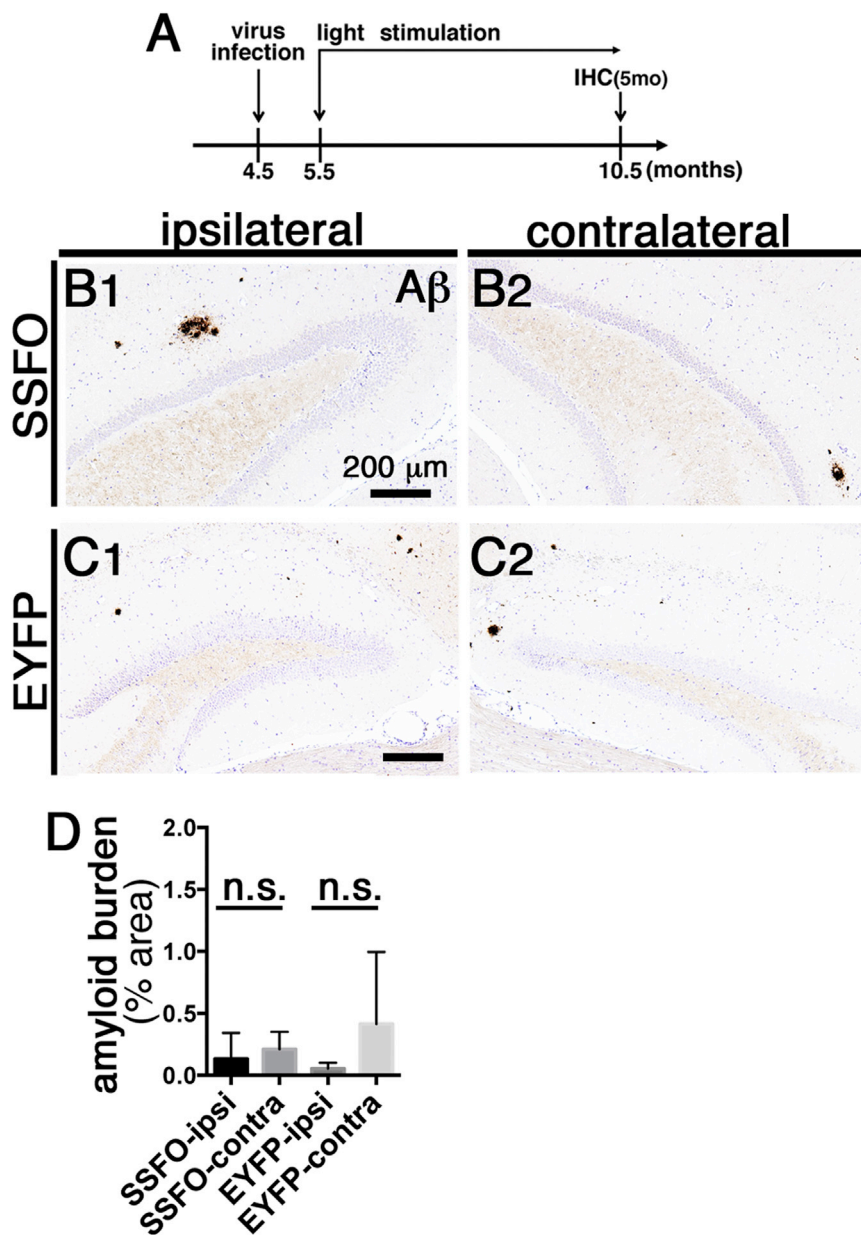 A
virus
infection
light stimulation
IHC(5mo)
4.5
5.5
10.5 (months)
ipsilateral
contralateral
SSFO
B1
Aβ
B2
200 μm
EYFP
C1
C2
D
amyloid burden
(% area)
2.0
1.5
1.0
0.5
0.0
n.s.
n.s.
SSFO-ipsi
SSFO-contra
EYFP-ipsi
EYFP-contra